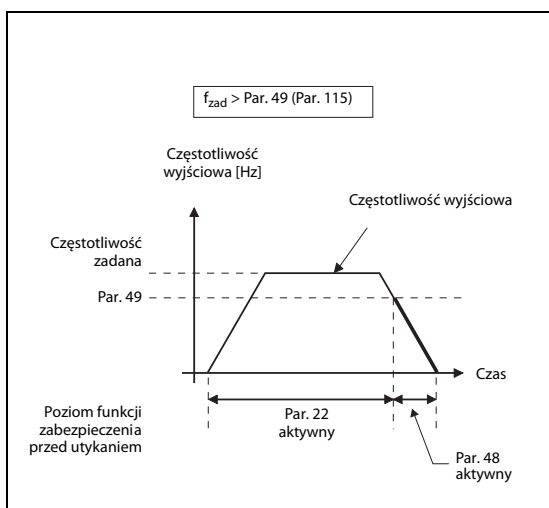 f_zad > Par. 49 (Par. 115)
Częstotliwość
wyjściowa [Hz]
Częstotliwość wyjściowa
Częstotliwość
zadana
Par. 49
Czas
Poziom funkcji
zabezpieczenia
przed utykaniem
Par. 22
aktywny
Par. 48
aktywny